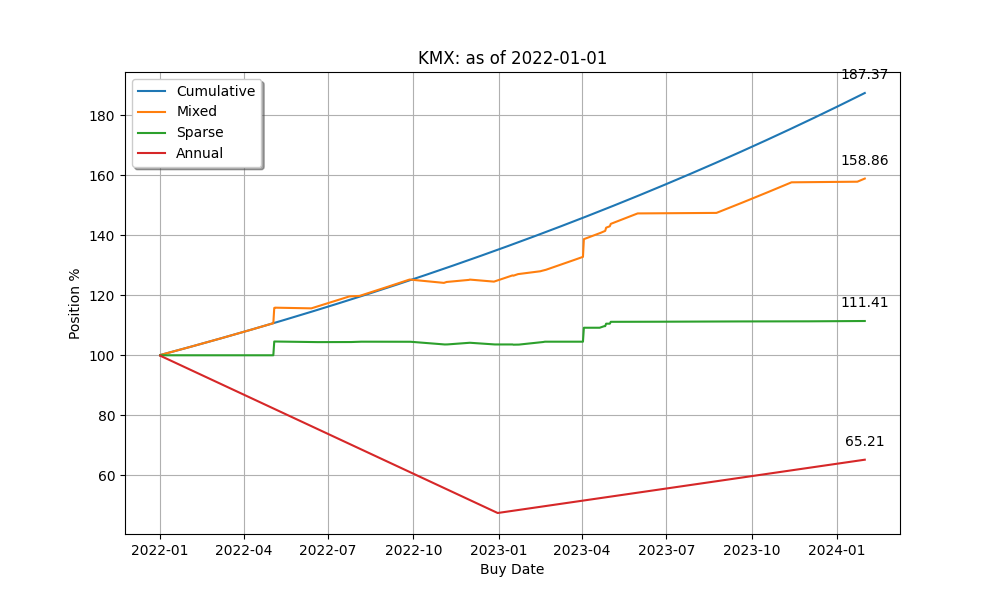 KMX: as of 2022-01-01
187.37
Cumulative
Mixed
Sparse
Annual
180
160
140
120
100
80
60
158.86
111.41
65.21
Position %
2022-01 2022-04 2022-07 2022-10 2023-01 2023-04 2023-07 2023-10 2024-01
Buy Date